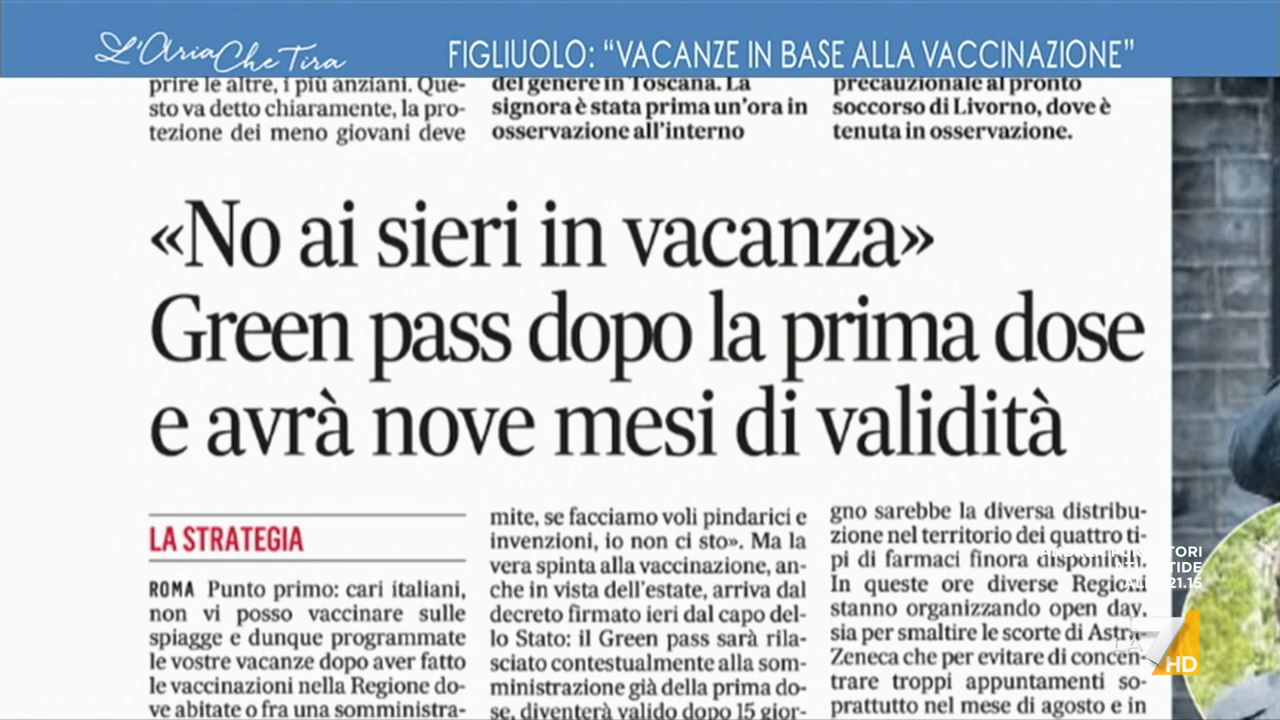 L'Aria Che Tira
FIGLIUOLO: “VACANZE IN BASE ALLA VACCINAZIONE”
prire le altre, i più anziani. Que-
sto va detto chiaramente, la pro-
tezione dei meno giovani deve
del genere in Toscana. La
signora è stata prima un'ora in
osservazione all'interno
precauzionale al pronto
soccorso di Livorno, dove è
tenuta in osservazione.
«No ai sieri in vacanza»
Green pass dopo la prima dose
e avrà nove mesi di validità
LA STRATEGIA
ROMA Punto primo: cari italiani,
non vi posso vaccinare sulle
spiagge e dunque programmate
le vostre vacanze dopo aver fatto
le vaccinazioni nella Regione do-
ve abitate o fra una somministra-
mite, se facciamo voli pindarici e
invenzioni, io non ci sto». Ma la
vera spinta alla vaccinazione, an-
che in vista dell'estate, arriva dal
decreto firmato ieri dal capo del-
lo Stato: il Green pass sarà rila-
sciato contestualmente alla som-
ministrazione già della prima do-
se, diventerà valido dopo 15 gior-
gno sarebbe la diversa distribu-
zione nel territorio dei quattro ti-
pi di farmaci finora disponibili.
In queste ore diverse Regioni
stanno organizzando open day,
sia per smaltire le scorte di Astra-
Zeneca che per evitare di concen-
trare troppi appuntamenti so-
prattutto nel mese di agosto e in
21.15
LA 7 HD